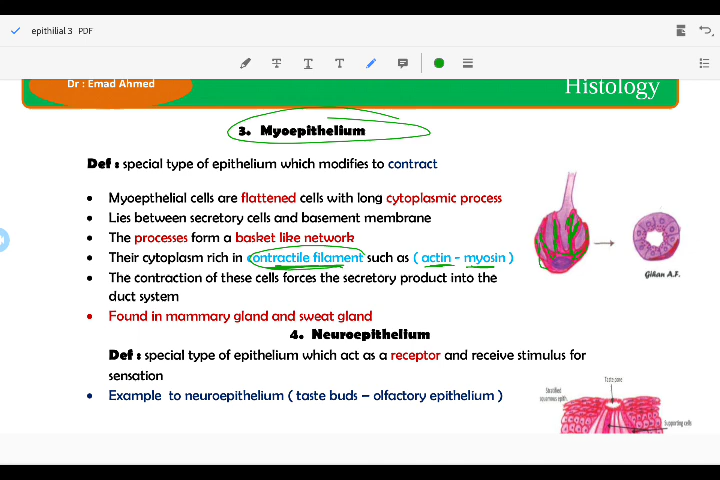 epithilial 3 PDF
Dr : Emad Ahmed
Histology
3. Myoepithelium
Def : special type of epithelium which modifies to contract
• Myoepthelial cells are flattened cells with long cytoplasmic process
• Lies between secretory cells and basement membrane
• The processes form a basket like network
• Their cytoplasm rich in contractile filament such as ( actin - myosin )
• The contraction of these cells forces the secretory product into the
duct system
Gihan A.F.
• Found in mammary gland and sweat gland
4. Neuroepithelium
Def : special type of epithelium which act as a receptor and receive stimulus for
sensation
• Example to neuroepithelium ( taste buds – olfactory epithelium )
Taste pore
Stratified
squamous epith.
Supporting cells